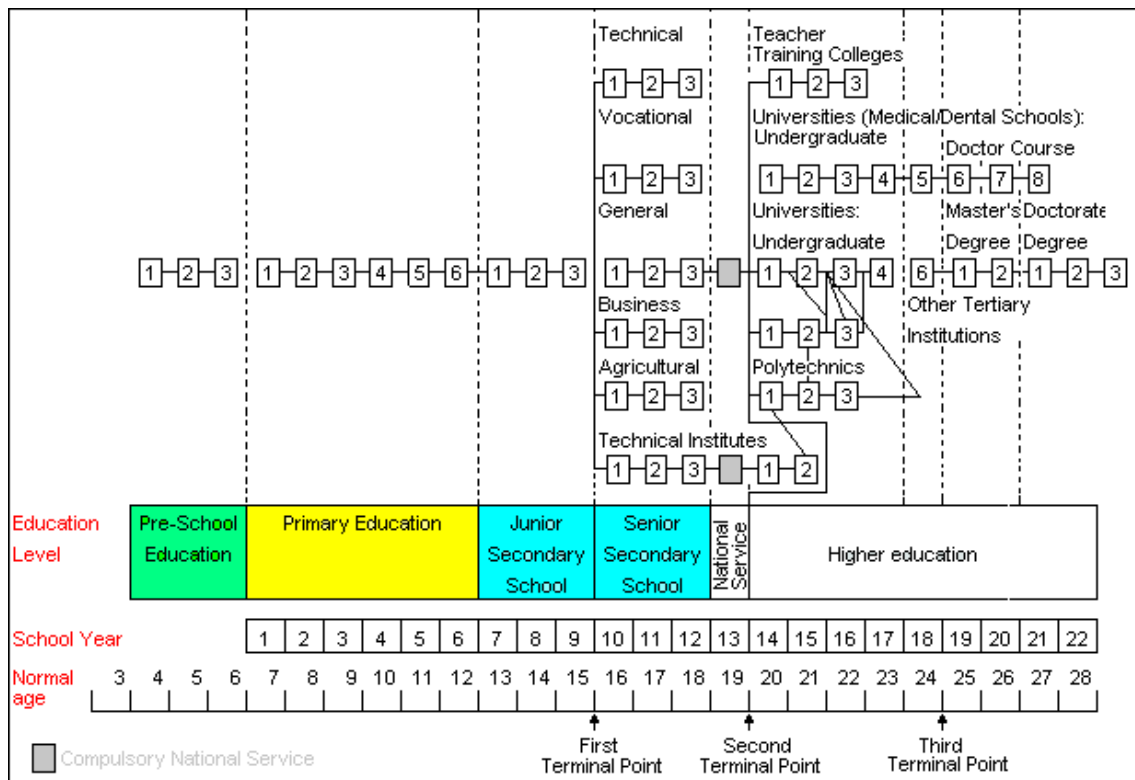 Technical Teacher
Training Colleges
1 2 3 1 2 3
Vocational Universities (Medical/Dental Schools):
Undergraduate
Doctor Course
1 2 3 1 2 3 4 5 6 7 8
General Universities: Master's Doctorate
Undergraduate Degree Degree
1 2 3 1 2 3 4 5 6 1 2 3 1 2 3 1 2 3 4 6 1 2 1 2 3
Business Other Tertiary
1 2 3 1 2 3 Institutions
Agricultural Polytechnics
1 2 3 1 2 3
Technical Institutes
1 2 3 1 2
Education Level
Pre-School Education
Primary Education
Junior Secondary School
Senior Secondary School
National Service
Higher education
School Year 1 2 3 4 5 6 7 8 9 10 11 12 13 14 15 16 17 18 19 20 21 22
Normal age 3 4 5 6 7 8 9 10 11 12 13 14 15 16 17 18 19 20 21 22 23 24 25 26 27 28
First Terminal Point
Second Terminal Point
Third Terminal Point
Compulsory National Service